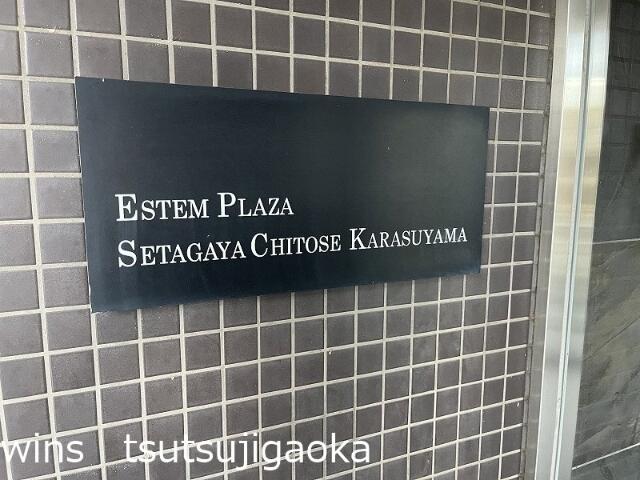 ESTEM PLAZA
SETAGAYA CHITOSE KARASUYAMA
wins tsutsujigaoka